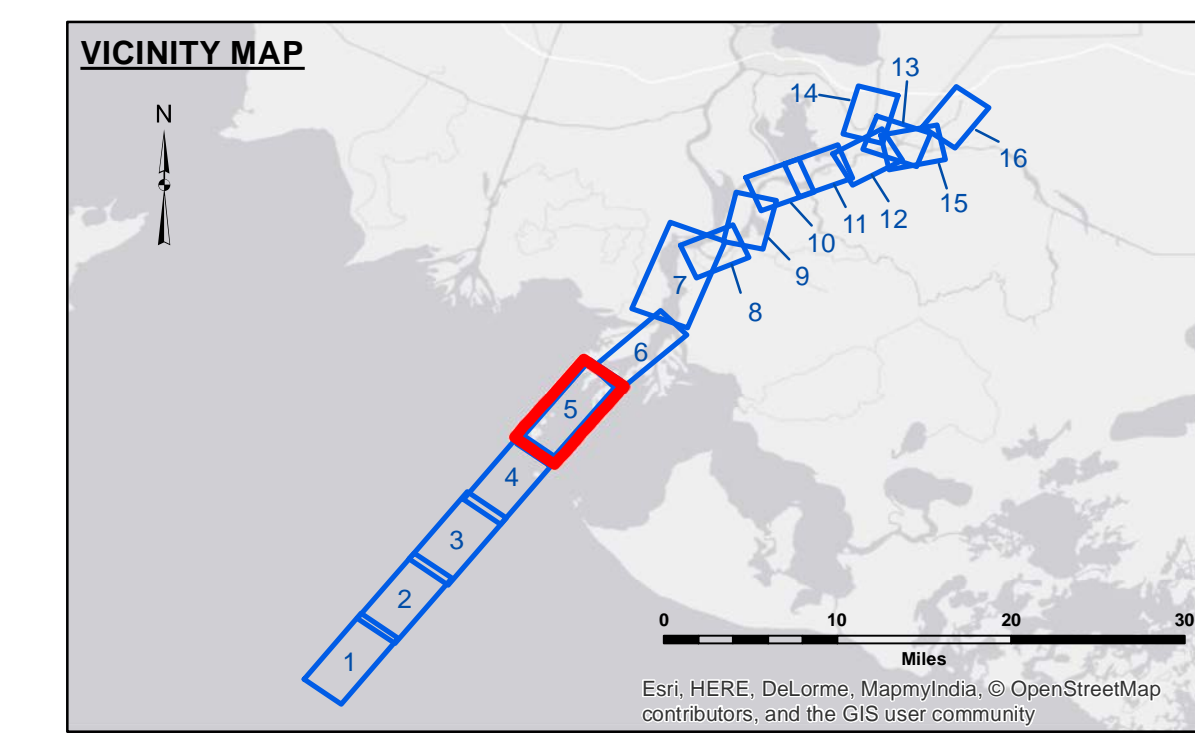 VICINITY MAP
N
13
14
16
15
12
11
10
9
8
7
6
5
4
3
2
1
0 10 20 30
Miles
Esri, HERE, DeLorme, MapmyIndia, © OpenStreetMap
contributors, and the GIS user community